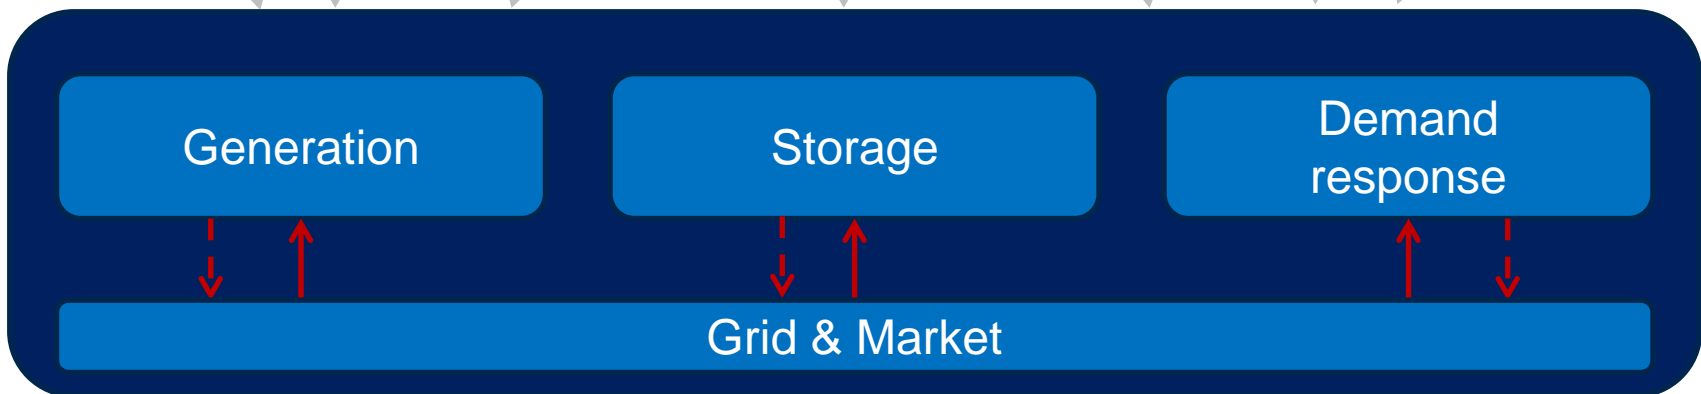 Generation
Storage
Demand
response
Grid & Market